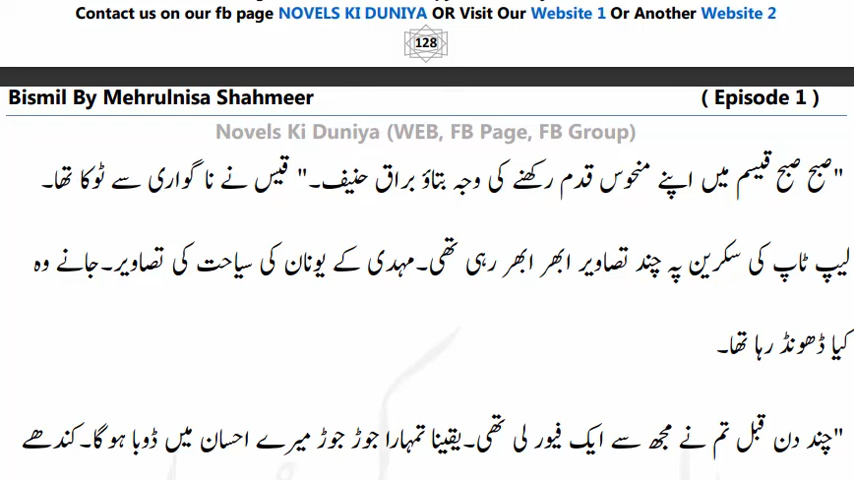 Contact us on our fb page NOVELS KI DUNIYA OR Visit Our Website 1 Or Another Website 2
128
Bismil By Mehrulnisa Shahmeer ( Episode 1 )
Novels Ki Duniya (WEB, FB Page, FB Group)
"صبح صبح قیسم میں اپنے منحوس قدم رکھنے کی وجہ بتاؤ براق حنیف۔" قیس نے ناگواری سے ٹوکا تھا۔
لیپ ٹاپ کی سکرین پہ چند تصاویر ابھر ابھر رہی تھی۔مہدی کے یونان کی سیاحت کی تصاویر۔جانے وہ
کیا ڈھونڈ رہا تھا۔
"چند دن قبل تم نے مجھ سے ایک فیور لی تھی۔یقینا تمہارا جوڑ جوڑ میرے احسان میں ڈوبا ہو گا۔کندھے